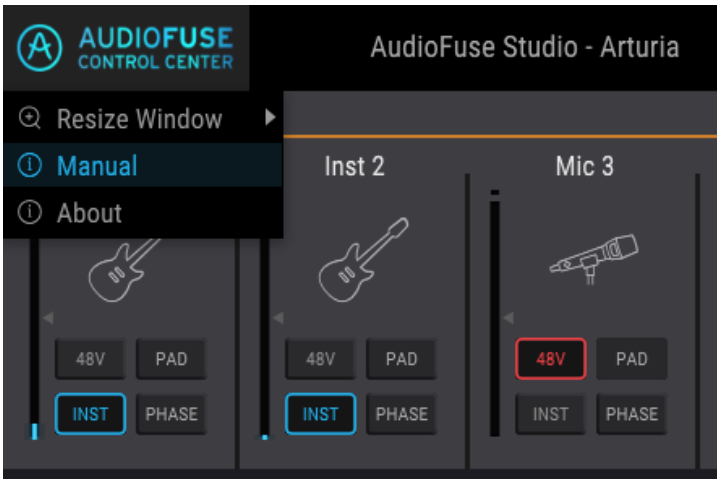 AUDIOFUSE
CONTROL CENTER
AudioFuse Studio - Arturia
Resize Window
Manual
About
Inst 2
Mic 3
48V PAD
INST PHASE
48V PAD
INST PHASE
48V PAD
INST PHASE